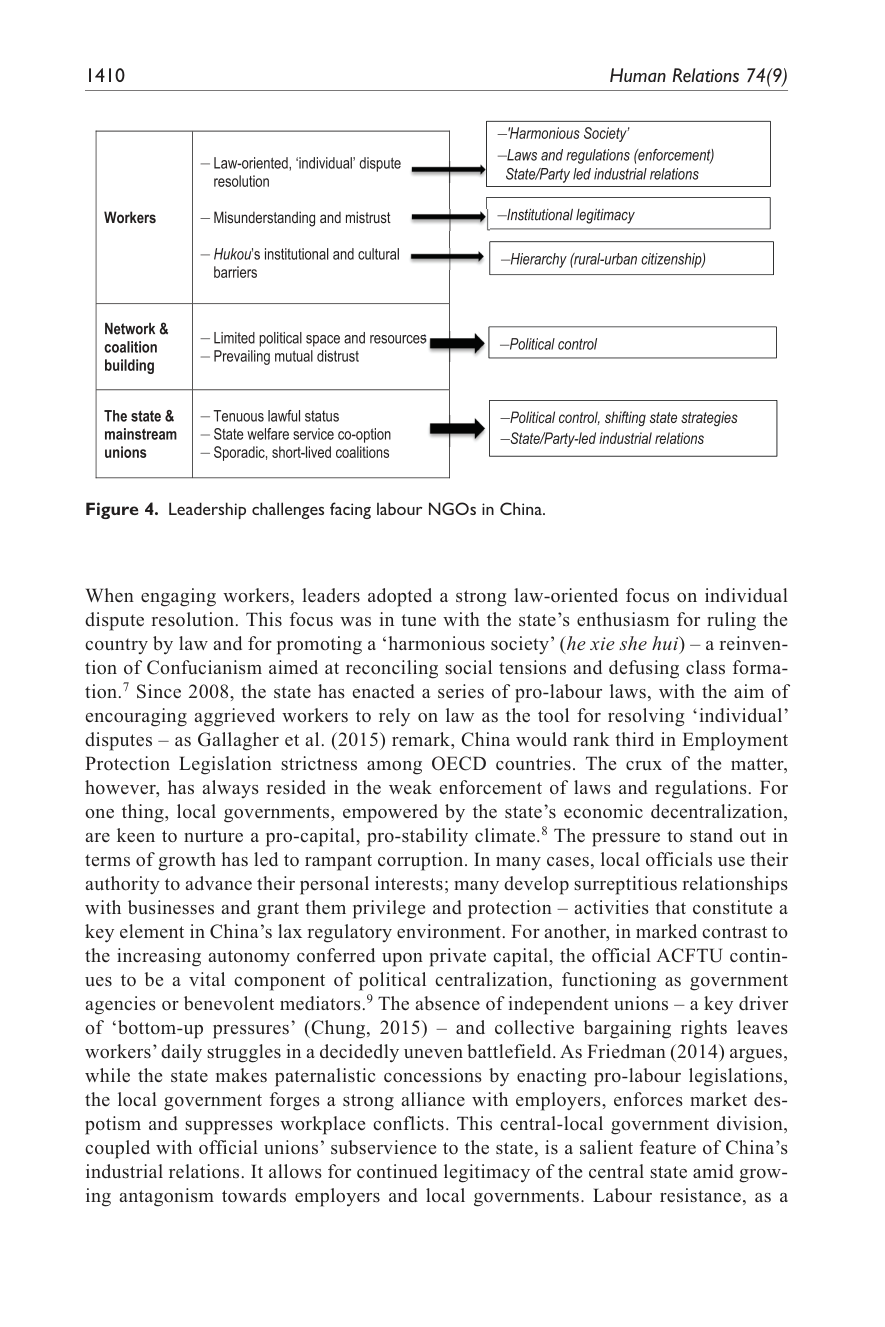 1410
Human Relations 74(9)
Workers
– Law-oriented, ‘individual’ dispute
resolution
– Misunderstanding and mistrust
– Hukou’s institutional and cultural
barriers
–‘Harmonious Society’
–Laws and regulations (enforcement)
State/Party led industrial relations
–Institutional legitimacy
–Hierarchy (rural-urban citizenship)
Network &
coalition
building
– Limited political space and resources
– Prevailing mutual distrust
–Political control
The state &
mainstream
unions
– Tenuous lawful status
– State welfare service co-option
– Sporadic, short-lived coalitions
–Political control, shifting state strategies
–State/Party-led industrial relations
Figure 4. Leadership challenges facing labour NGOs in China.
When engaging workers, leaders adopted a strong law-oriented focus on individual
dispute resolution. This focus was in tune with the state’s enthusiasm for ruling the
country by law and for promoting a ‘harmonious society’ (he xie she hui) – a reinven-
tion of Confucianism aimed at reconciling social tensions and defusing class forma-
tion.7 Since 2008, the state has enacted a series of pro-labour laws, with the aim of
encouraging aggrieved workers to rely on law as the tool for resolving ‘individual’
disputes – as Gallagher et al. (2015) remark, China would rank third in Employment
Protection Legislation strictness among OECD countries. The crux of the matter,
however, has always resided in the weak enforcement of laws and regulations. For
one thing, local governments, empowered by the state’s economic decentralization,
are keen to nurture a pro-capital, pro-stability climate.8 The pressure to stand out in
terms of growth has led to rampant corruption. In many cases, local officials use their
authority to advance their personal interests; many develop surreptitious relationships
with businesses and grant them privilege and protection – activities that constitute a
key element in China’s lax regulatory environment. For another, in marked contrast to
the increasing autonomy conferred upon private capital, the official ACFTU contin-
ues to be a vital component of political centralization, functioning as government
agencies or benevolent mediators.9 The absence of independent unions – a key driver
of ‘bottom-up pressures’ (Chung, 2015) – and collective bargaining rights leaves
workers’ daily struggles in a decidedly uneven battlefield. As Friedman (2014) argues,
while the state makes paternalistic concessions by enacting pro-labour legislations,
the local government forges a strong alliance with employers, enforces market des-
potism and suppresses workplace conflicts. This central-local government division,
coupled with official unions’ subservience to the state, is a salient feature of China’s
industrial relations. It allows for continued legitimacy of the central state amid grow-
ing antagonism towards employers and local governments. Labour resistance, as a